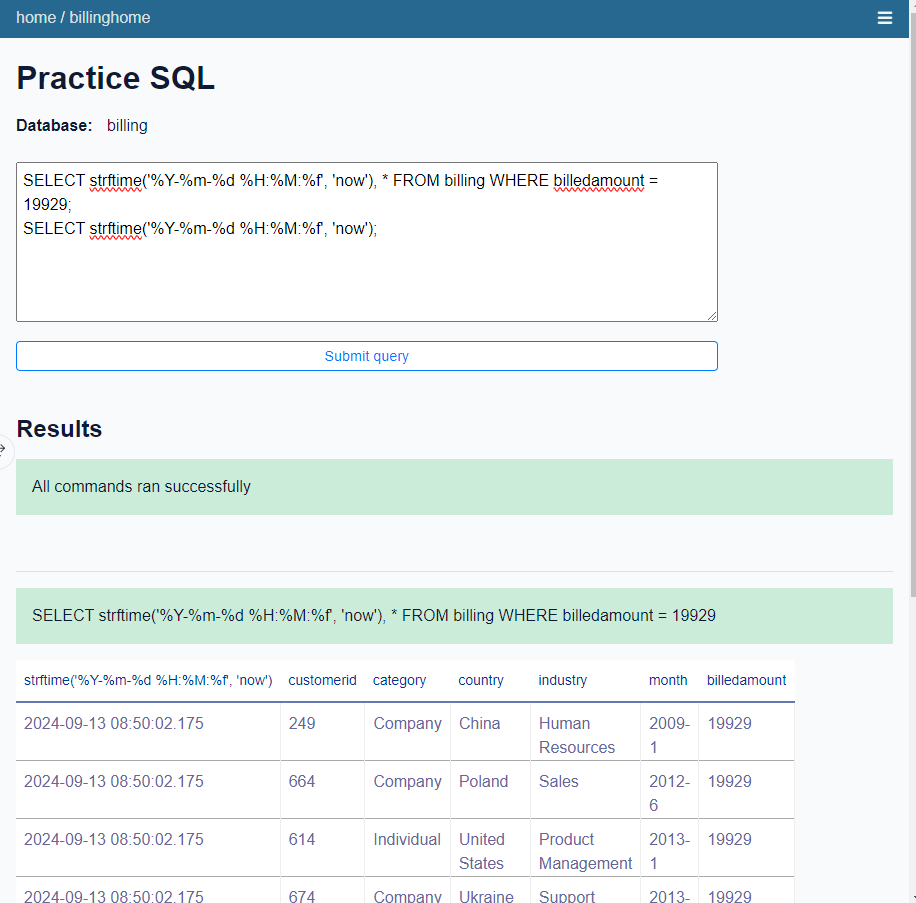 home / billinghome
Practice SQL
Database: billing
SELECT strftime('%Y-%m-%d %H:%M:%f', 'now'), * FROM billing WHERE billedamount =
19929;
SELECT strftime('%Y-%m-%d %H:%M:%f', 'now');
Submit query
Results
All commands ran successfully
SELECT strftime('%Y-%m-%d %H:%M:%f', 'now'), * FROM billing WHERE billedamount = 19929
strftime('%Y-%m-%d %H:%M:%f', 'now') customerid category country industry month billedamount
2024-09-13 08:50:02.175 249 Company China Human 2009- 19929
Resources 1
2024-09-13 08:50:02.175 664 Company Poland Sales 2012- 19929
6
2024-09-13 08:50:02.175 614 Individual United Product 2013- 19929
States Management 1
2024-09-13 08:50:02.175 674 Company Ukraine Support 2013- 19929